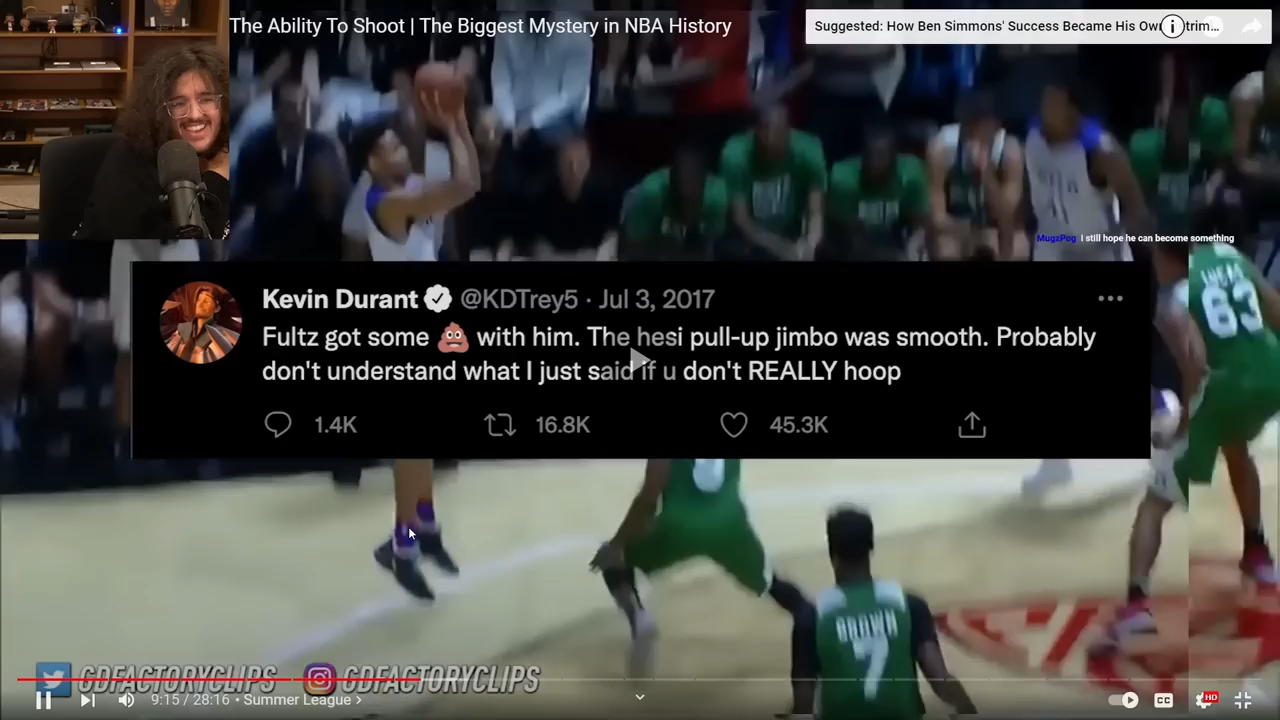 The Ability To Shoot | The Biggest Mystery in NBA History
Suggested: How Ben Simmons' Success Became His Own
MugzPog I still hope he can become something
Kevin Durant @KDTrey5 · Jul 3, 2017
Fultz got some 💩 with him. The hesi pull-up jimbo was smooth. Probably
don't understand what I just said if u don't REALLY hoop
1.4K 16.8K 45.3K
63
BROWN
7
GDFACTORYCLIPS GDFACTORYCLIPS
9:15 / 28:16 • Summer League >
CC HD